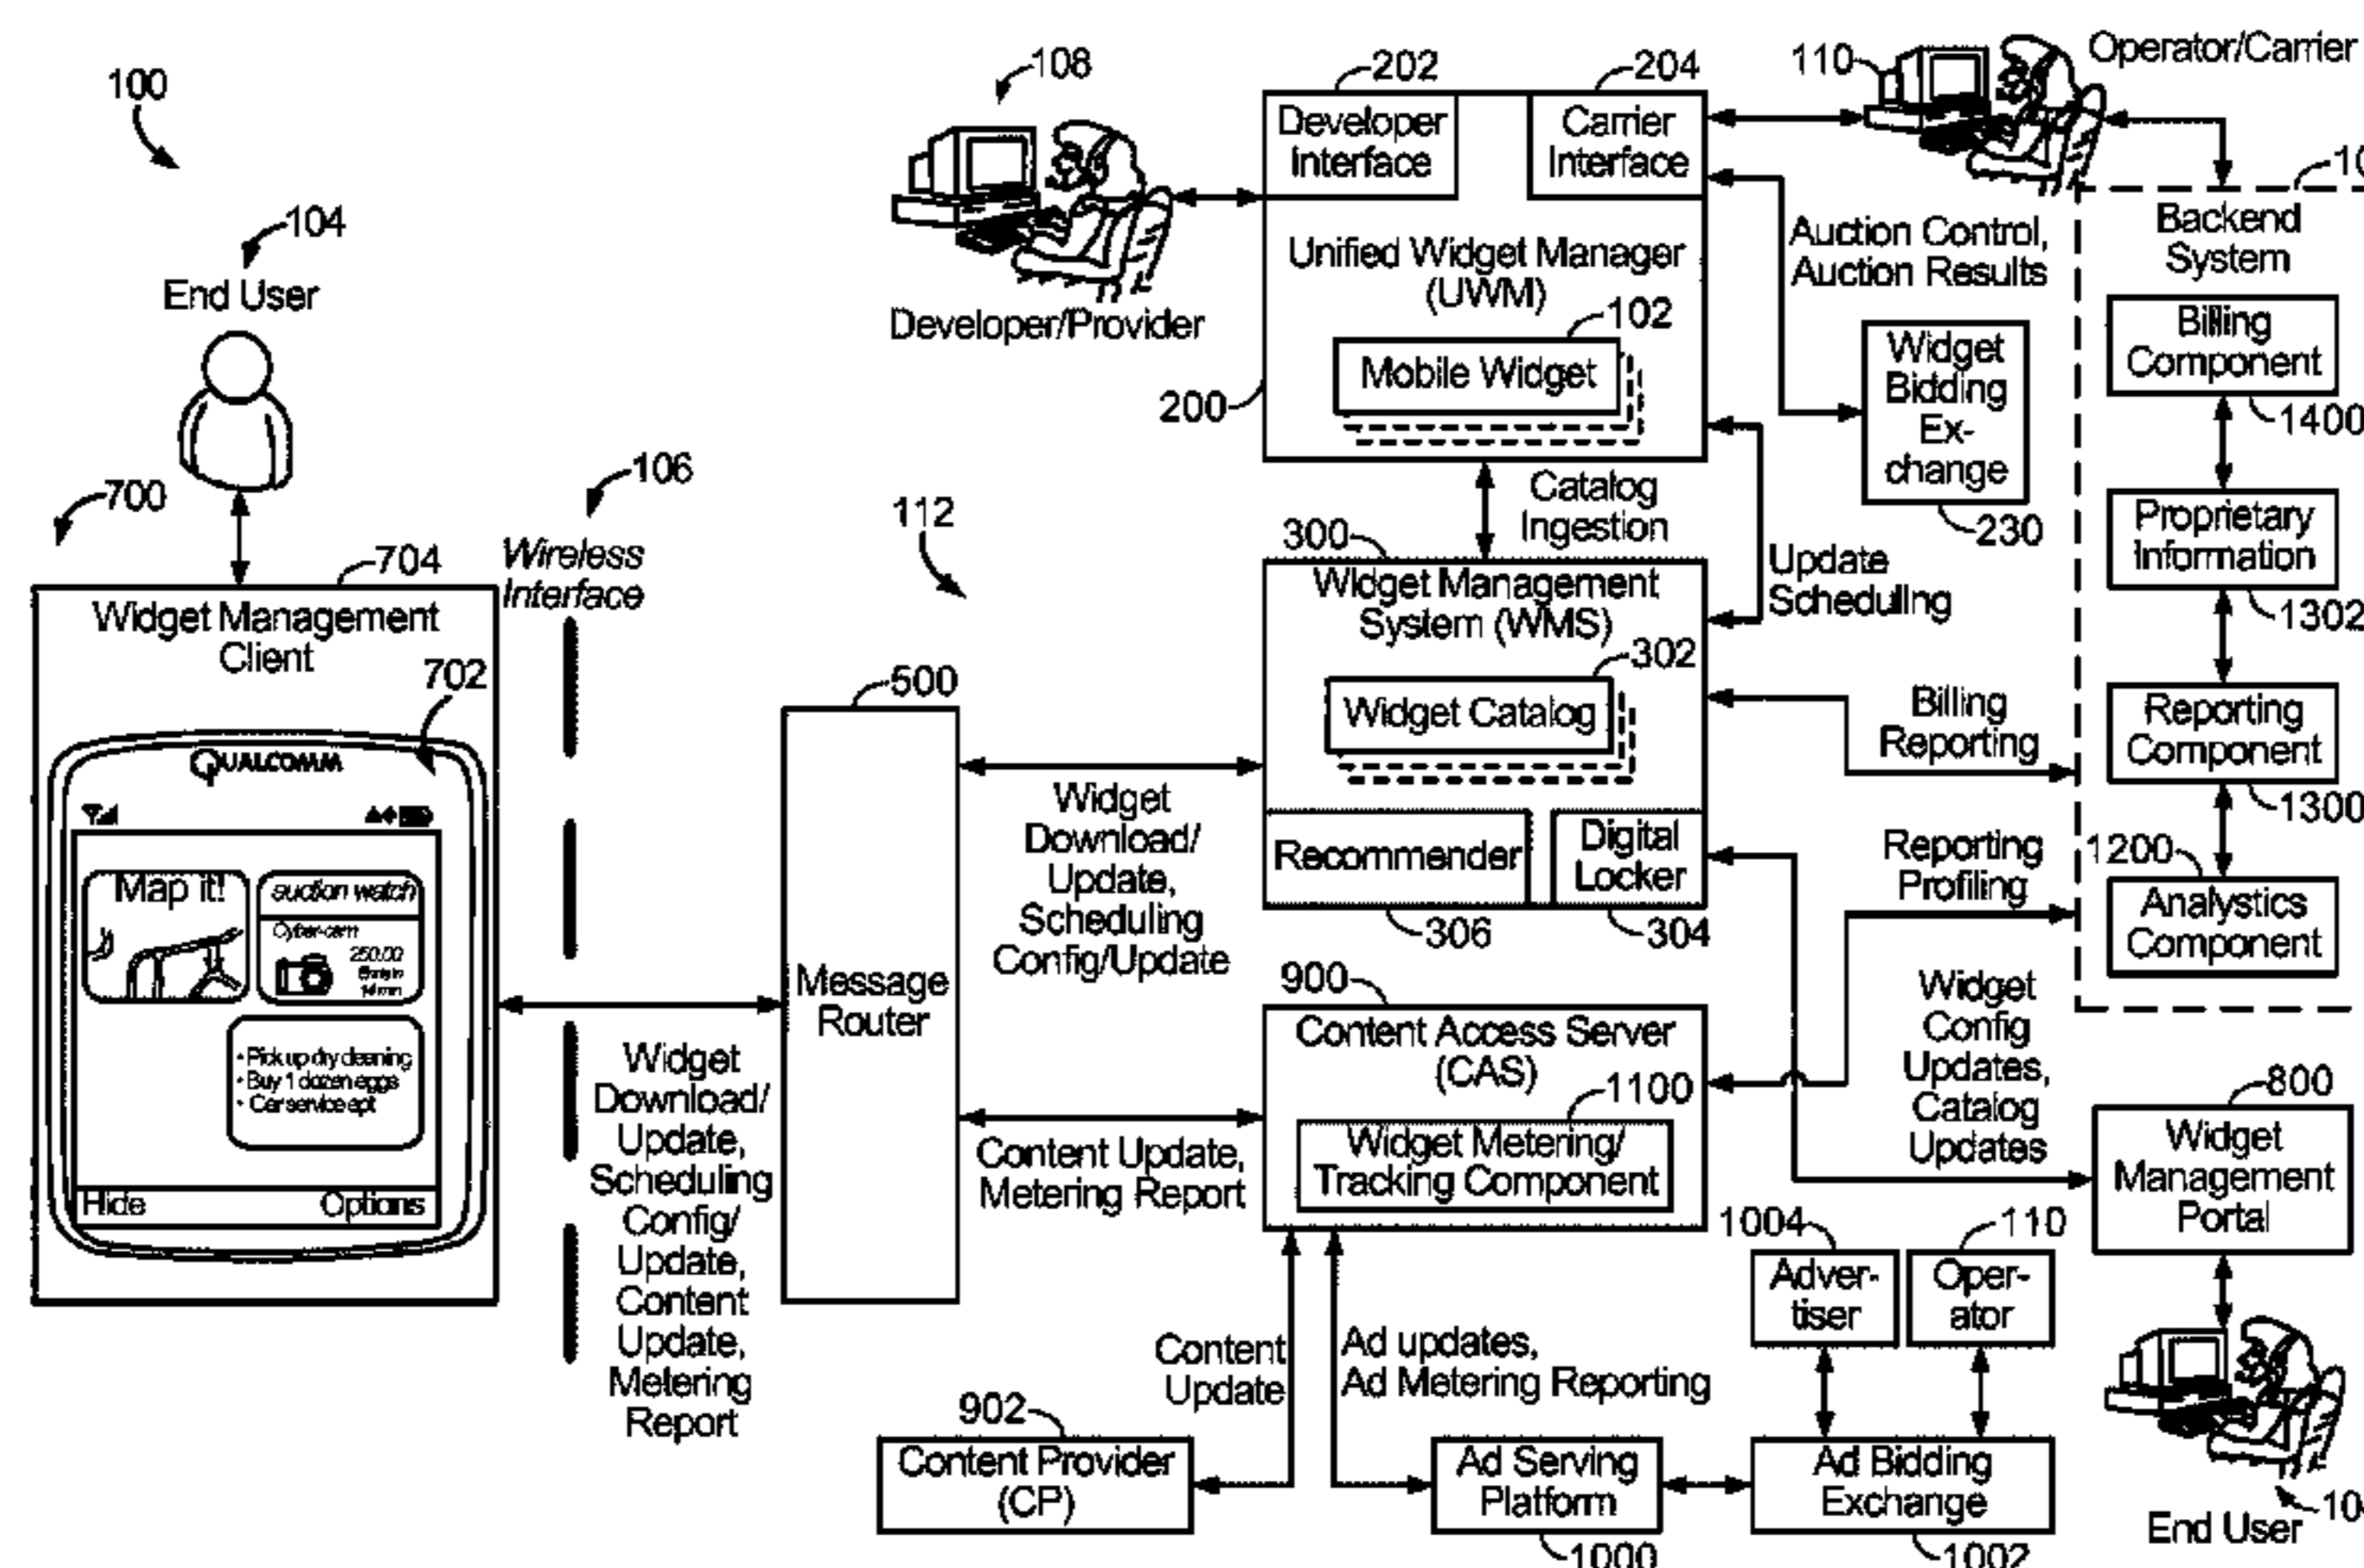 100
104
End User
700
704
Widget Management
Client
702
QUALCOMM
Map it!
auction watch
Cyber-cam
250.00
14 min
• Pick up dry cleaning
• Buy 1 dozen eggs
• Car service apt
Hide
Options
106
Wireless
Interface
Widget
Download/
Update,
Scheduling
Config/
Update,
Content
Update,
Metering
Report
500
Message
Router
108
Developer/Provider
112
Widget
Download/
Update,
Scheduling
Config/Update
Content Update,
Metering Report
202
204
Developer
Interface
Carrier
Interface
Unified Widget Manager
(UWM)
102
Mobile Widget
200
Catalog
Ingestion
300
Widget Management
System (WMS)
302
Widget Catalog
Recommender
Digital
Locker
306
304
900
Content Access Server
(CAS)
1100
Widget Metering/
Tracking Component
Content
Update
Ad updates,
Ad Metering Reporting
902
Content Provider
(CP)
Ad Serving
Platform
1000
110
Operator/Carrier
Auction Control,
Auction Results
Widget
Bidding
Ex-
change
230
Update
Scheduling
Billing
Reporting
Reporting
Profiling
Widget
Config
Updates,
Catalog
Updates
10
Backend
System
Billing
Component
1400
Proprietary
Information
1302
Reporting
Component
1300
1200
Analystics
Component
800
Widget
Management
Portal
1004
110
Adver-
tiser
Oper-
ator
Ad Bidding
Exchange
1002
End User
10